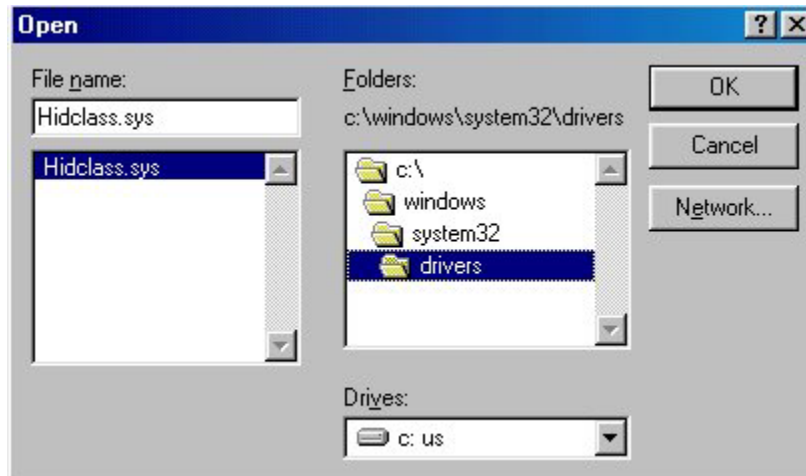 Open
File name:
Hidclass.sys
Hidclass.sys
Folders:
c:\windows\system32\drivers
c:\
windows
system32
drivers
Drives:
c: us
OK
Cancel
Network...